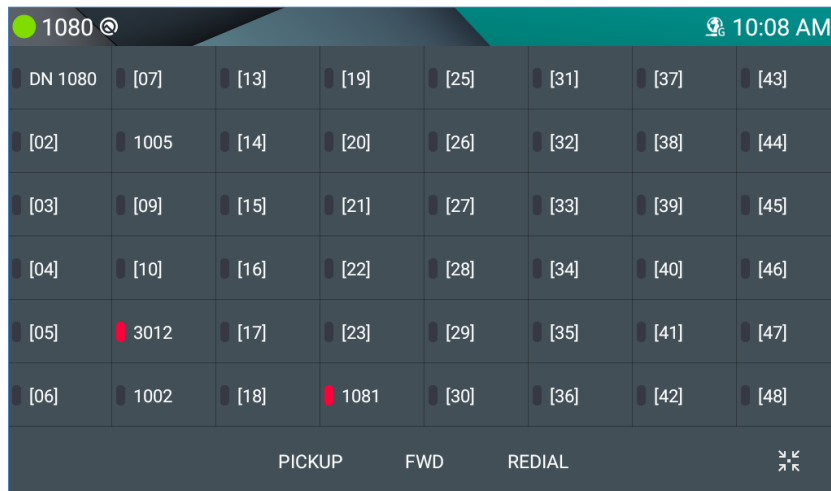 1080 10:08 AM
DN 1080 [07] [13] [19] [25] [31] [37] [43]
[02] 1005 [14] [20] [26] [32] [38] [44]
[03] [09] [15] [21] [27] [33] [39] [45]
[04] [10] [16] [22] [28] [34] [40] [46]
[05] 3012 [17] [23] [29] [35] [41] [47]
[06] 1002 [18] 1081 [30] [36] [42] [48]
PICKUP FWD REDIAL